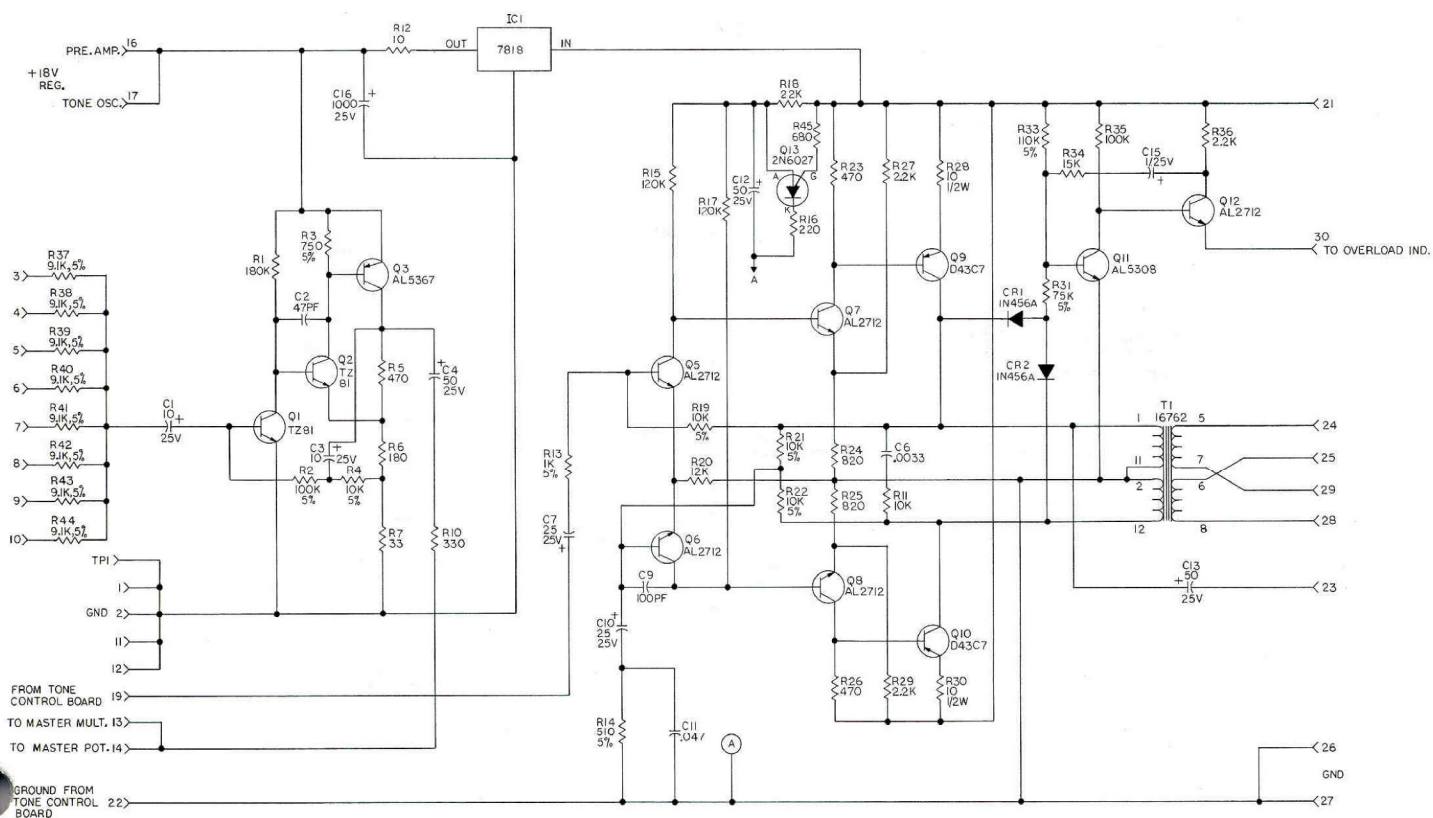 IC1
R12
10
OUT
7818
IN
PRE.AMP.
16
+18V
REG.
TONE OSC.
17
C16
1000
25V
+
R18
22K
21
R45
680
Q13
2N6027
A
G
K
R16
220
A
R15
120K
R17
120K
C12
50
25V
+
R23
470
R27
2.2K
R28
10
1/2W
R33
110K
5%
R34
15K
C15
1/25V
+
R35
100K
R36
2.2K
Q12
AL2712
30
TO OVERLOAD IND.
R37
9.1K,5%
3
R38
9.1K,5%
4
R39
9.1K,5%
5
R40
9.1K,5%
6
R41
9.1K,5%
7
R42
9.1K,5%
8
R43
9.1K,5%
9
R44
9.1K,5%
10
C1
10
+
25V
R1
180K
R3
750
5%
Q3
AL5367
C2
47PF
Q2
TZ
81
Q1
TZ81
C3
10
+
25V
R2
100K
5%
R4
10K
5%
R5
470
C4
50
25V
+
R6
180
R7
33
R10
330
Q9
D43C7
Q11
AL5308
CR1
1N456A
R31
75K
5%
CR2
1N456A
Q7
AL2712
Q5
AL2712
R13
1K
5%
C7
25
25V
+
R19
10K
5%
R21
10K
5%
R20
12K
R22
10K
5%
C6
.0033
R11
10K
R24
820
R25
820
T1
16762
1
5
24
11
7
25
2
6
29
12
8
28
Q6
AL2712
C9
100PF
Q8
AL2712
C13
+
50
25V
23
C10
25
25V
+
Q10
D43C7
R26
470
R29
2.2K
R30
10
1/2W
R14
510
5%
C11
.047
A
TP1
1
GND 2
11
12
FROM TONE
CONTROL BOARD 19
TO MASTER MULT. 13
TO MASTER POT. 14
26
GND
27
GROUND FROM
TONE CONTROL 22
BOARD